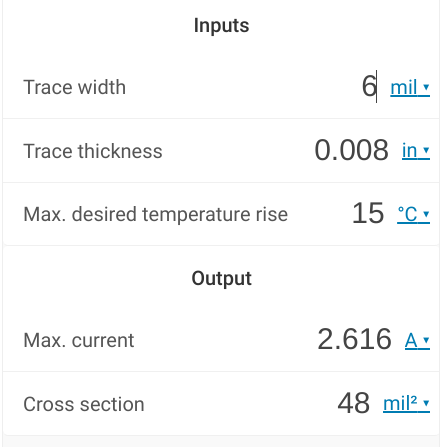 Inputs
Trace width 6 mil ▾
Trace thickness 0.008 in ▾
Max. desired temperature rise 15 °C ▾
Output
Max. current 2.616 A ▾
Cross section 48 mil² ▾